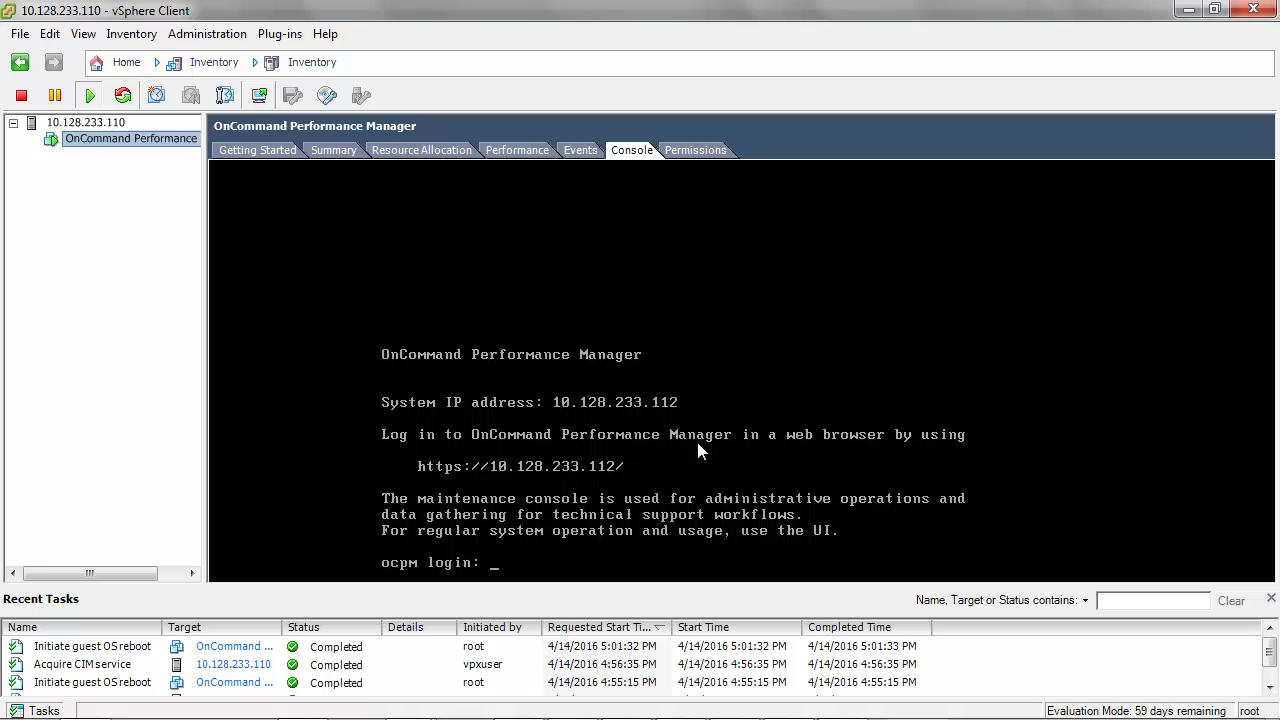 10.128.233.110 - vSphere Client
File Edit View Inventory Administration Plug-ins Help
Home Inventory Inventory
10.128.233.110
OnCommand Performance
OnCommand Performance Manager
Getting Started Summary Resource Allocation Performance Events Console Permissions
OnCommand Performance Manager
System IP address: 10.128.233.112
Log in to OnCommand Performance Manager in a web browser by using
https://10.128.233.112/
The maintenance console is used for administrative operations and
data gathering for technical support workflows.
For regular system operation and usage, use the UI.
ocpm login: _
Recent Tasks
Name, Target or Status contains: Clear
Name Target Status Details Initiated by Requested Start Ti... Start Time Completed Time
Initiate guest OS reboot OnCommand ... Completed root 4/14/2016 5:01:32 PM 4/14/2016 5:01:32 PM 4/14/2016 5:01:33 PM
Acquire CIM service 10.128.233.110 Completed vpxuser 4/14/2016 4:56:35 PM 4/14/2016 4:56:35 PM 4/14/2016 4:56:35 PM
Initiate guest OS reboot OnCommand ... Completed root 4/14/2016 4:55:15 PM 4/14/2016 4:55:15 PM 4/14/2016 4:55:15 PM
Tasks Evaluation Mode: 59 days remaining root